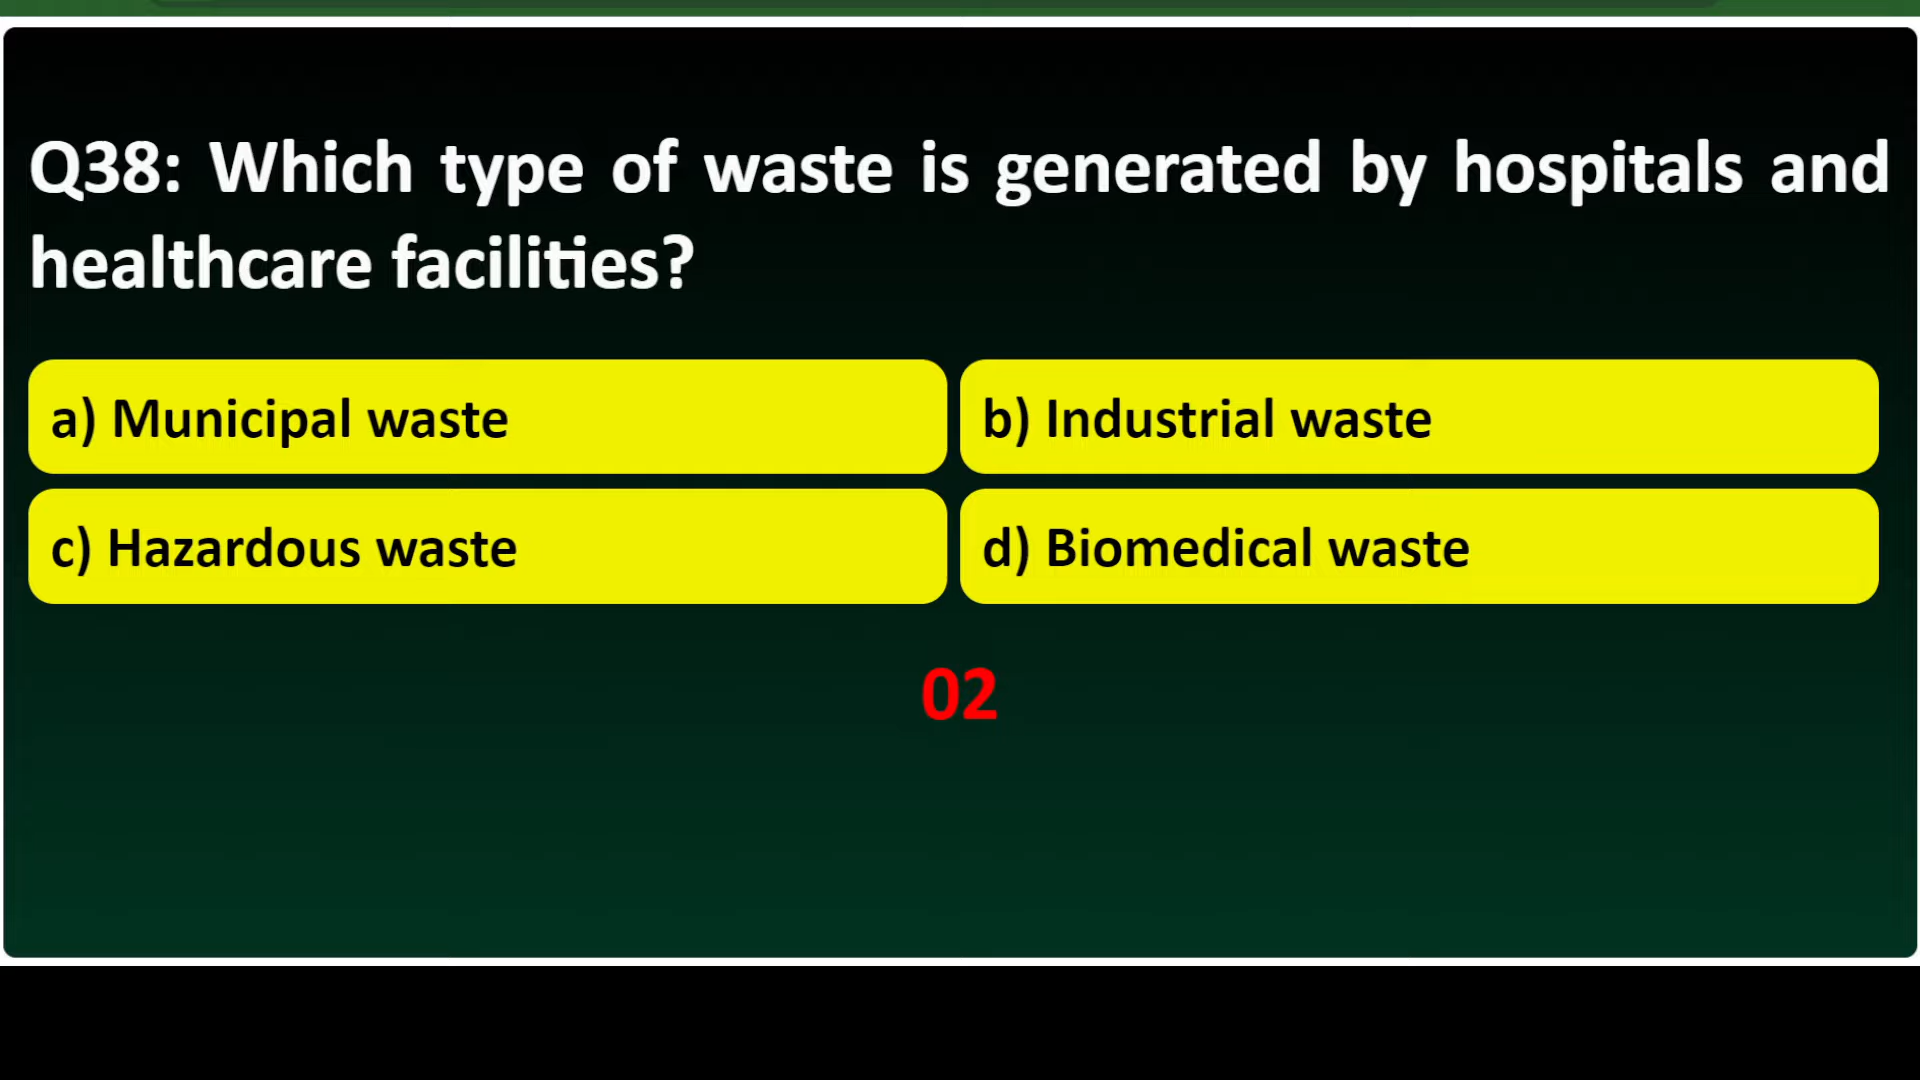 Q38: Which type of waste is generated by hospitals and
healthcare facilities?
a) Municipal waste
b) Industrial waste
c) Hazardous waste
d) Biomedical waste
02